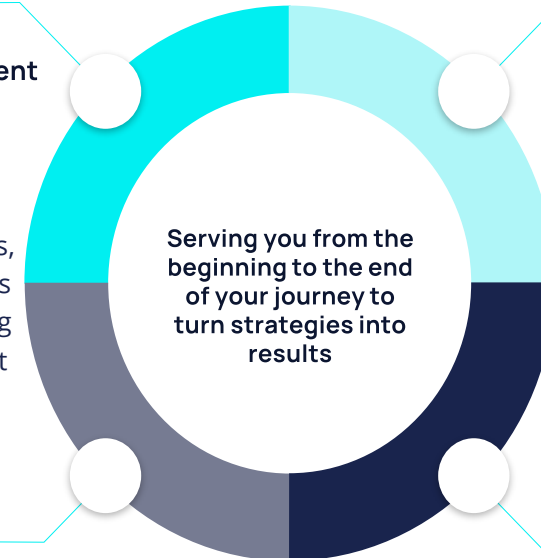 ent
s,
s
g
t
Serving you from the
beginning to the end
of your journey to
turn strategies into
results